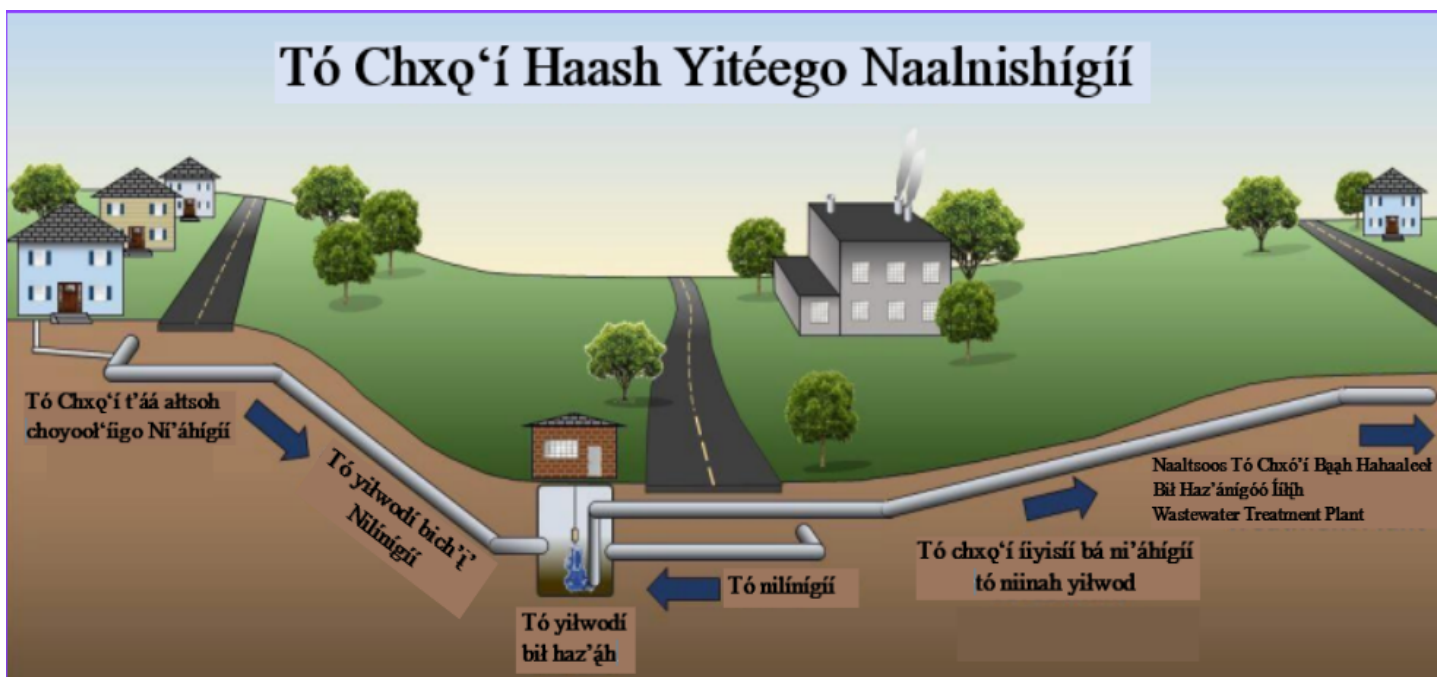 Tó Chxǫ‘í Haash Yitéego Naalnishígíí
Tó Chxǫ‘í t’áá ałtsoh
choyooł‘íigo Ni’áhígíí
Tó yiłwodí bich’į̈’
Nilínígíí
Tó yiłwodí
bił haz’ą́h
Tó nilínígíí
Tó chxǫ‘í íiyisíí bá ni’áhígíí
tó niinah yiłwod
Naaltsoos Tó Chxó’í Bąąh Hahaaleeł
Bił Haz’ánígóó Íílį́h
Wastewater Treatment Plant